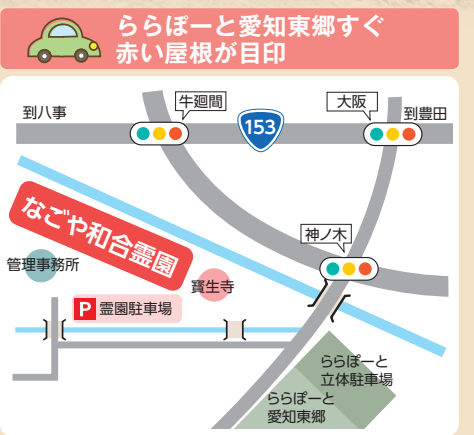 ららぽーと愛知東郷すぐ
赤い屋根が目印
到八事
牛廻間
153
大阪
到豊田
なごや和合霊園
神ノ木
管理事務所
寳生寺
P 霊園駐車場
ららぽーと
立体駐車場
ららぽーと
愛知東郷